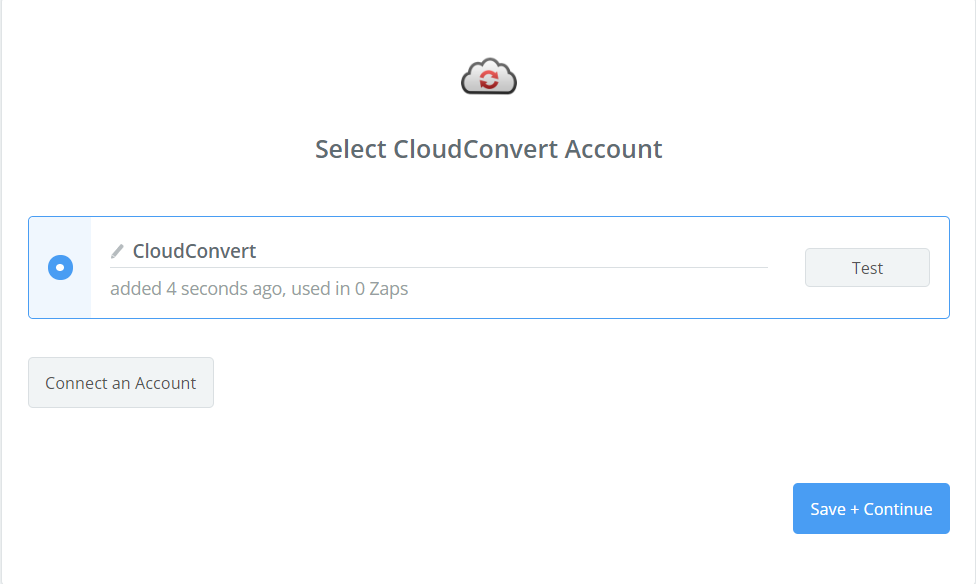 Select CloudConvert Account
CloudConvert
Test
added 4 seconds ago, used in 0 Zaps
Connect an Account
Save + Continue